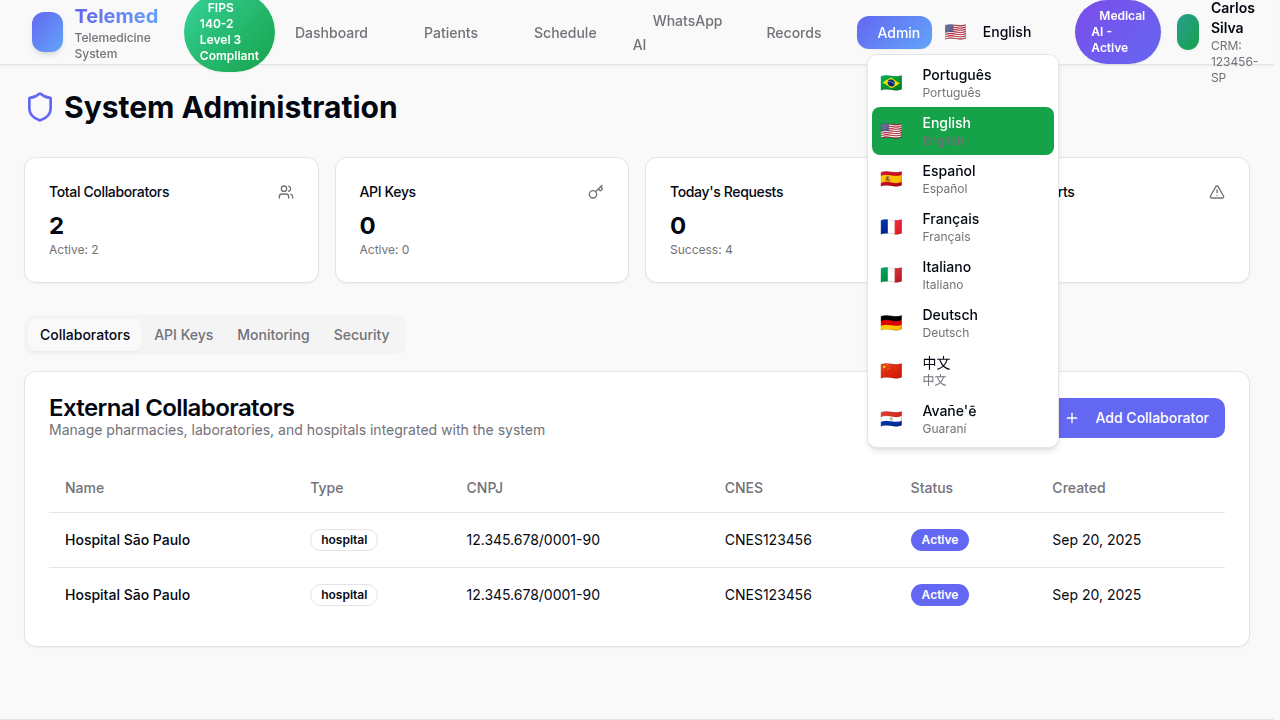 Telemed
Telemedicine
System
FIPS
140-2
Level 3
Compliant
Dashboard
Patients
Schedule
WhatsApp
AI
Records
Admin
English
Medical
AI -
Active
Carlos
Silva
CRM:
123456-
SP
System Administration
Português
Português
English
English
Español
Español
Français
Français
Italiano
Italiano
Deutsch
Deutsch
中文
中文
Avañe'ẽ
Guaraní
Total Collaborators
2
Active: 2
API Keys
0
Active: 0
Today's Requests
0
Success: 4
Collaborators API Keys Monitoring Security
External Collaborators
Manage pharmacies, laboratories, and hospitals integrated with the system
+ Add Collaborator
Name Type CNPJ CNES Status Created
Hospital São Paulo hospital 12.345.678/0001-90 CNES123456 Active Sep 20, 2025
Hospital São Paulo hospital 12.345.678/0001-90 CNES123456 Active Sep 20, 2025